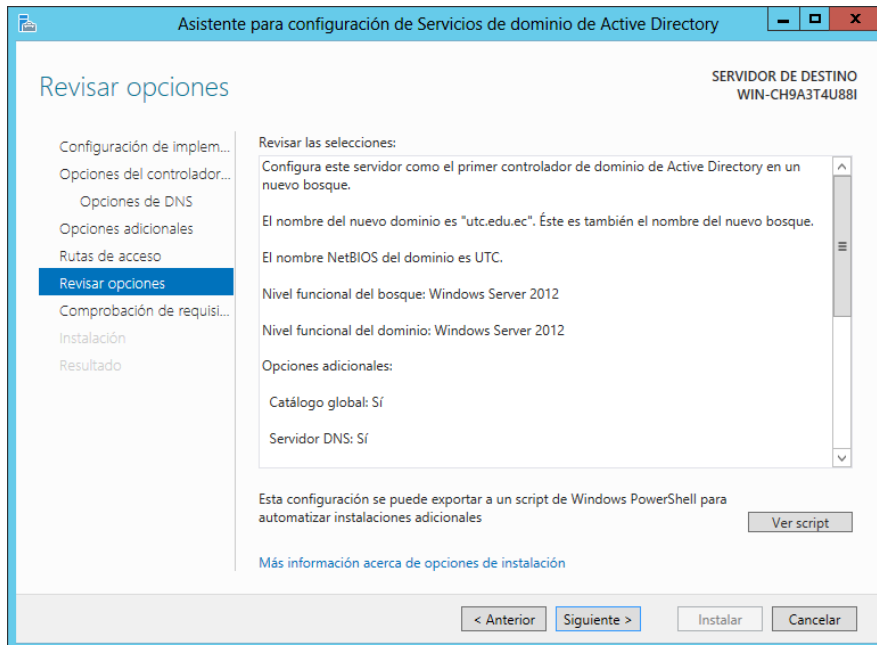 Asistente para configuración de Servicios de dominio de Active Directory
Revisar opciones
SERVIDOR DE DESTINO
WIN-CH9A3T4U88I
Configuración de implem...
Opciones del controlador...
Opciones de DNS
Opciones adicionales
Rutas de acceso
Revisar opciones
Comprobación de requisi...
Instalación
Resultado
Revisar las selecciones:
Configura este servidor como el primer controlador de dominio de Active Directory en un
nuevo bosque.
El nombre del nuevo dominio es "utc.edu.ec". Éste es también el nombre del nuevo bosque.
El nombre NetBIOS del dominio es UTC.
Nivel funcional del bosque: Windows Server 2012
Nivel funcional del dominio: Windows Server 2012
Opciones adicionales:
Catálogo global: Sí
Servidor DNS: Sí
Esta configuración se puede exportar a un script de Windows PowerShell para
automatizar instalaciones adicionales
Ver script
Más información acerca de opciones de instalación
< Anterior
Siguiente >
Instalar
Cancelar